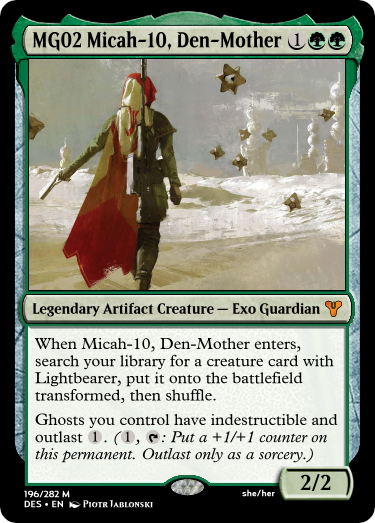 MG02 Micah-10, Den-Mother 1
Legendary Artifact Creature — Exo Guardian
When Micah-10, Den-Mother enters,
search your library for a creature card with
Lightbearer, put it onto the battlefield
transformed, then shuffle.
Ghosts you control have indestructible and
outlast 1. (1, : Put a +1/+1 counter on
this permanent. Outlast only as a sorcery.)
2/2
196/282 M
DES • EN Piotr Jablonski
she/her